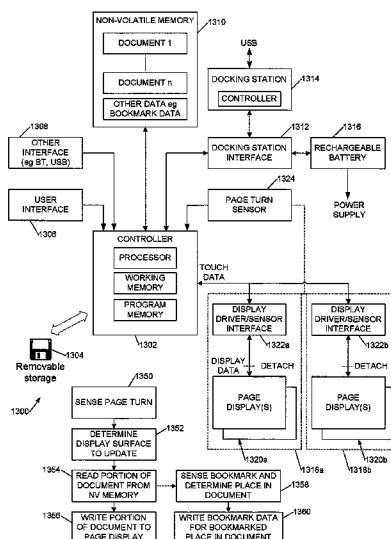 NON-VOLATILE MEMORY
1310
DOCUMENT 1
DOCUMENT n
OTHER DATA eg
BOOKMARK DATA
USB
DOCKING STATION
1314
CONTROLLER
1308
OTHER
INTERFACE
(eg BT, USB)
1312
DOCKING STATION
INTERFACE
1316
RECHARGEABLE
BATTERY
1324
POWER
SUPPLY
USER
INTERFACE
1306
PAGE TURN
SENSOR
CONTROLLER
PROCESSOR
WORKING
MEMORY
PROGRAM
MEMORY
1302
TOUCH
DATA
DISPLAY
DRIVER/SENSOR
INTERFACE
1322a
DISPLAY
DRIVER/SENSOR
INTERFACE
1322b
DISPLAY
DATA
DETACH
DETACH
PAGE
DISPLAY(S)
PAGE
DISPLAY(S)
1320a
1318a
1320b
1318b
1304
Removable
storage
1300
1350
SENSE PAGE TURN
DETERMINE
DISPLAY SURFACE
TO UPDATE
1352
1354
READ PORTION OF
DOCUMENT FROM
NV MEMORY
SENSE BOOKMARK AND
DETERMINE PLACE IN
DOCUMENT
1358
1356
WRITE PORTION
OF DOCUMENT TO
PAGE DISPLAY
WRITE BOOKMARK DATA
FOR BOOKMARKED
PLACE IN DOCUMENT
1360